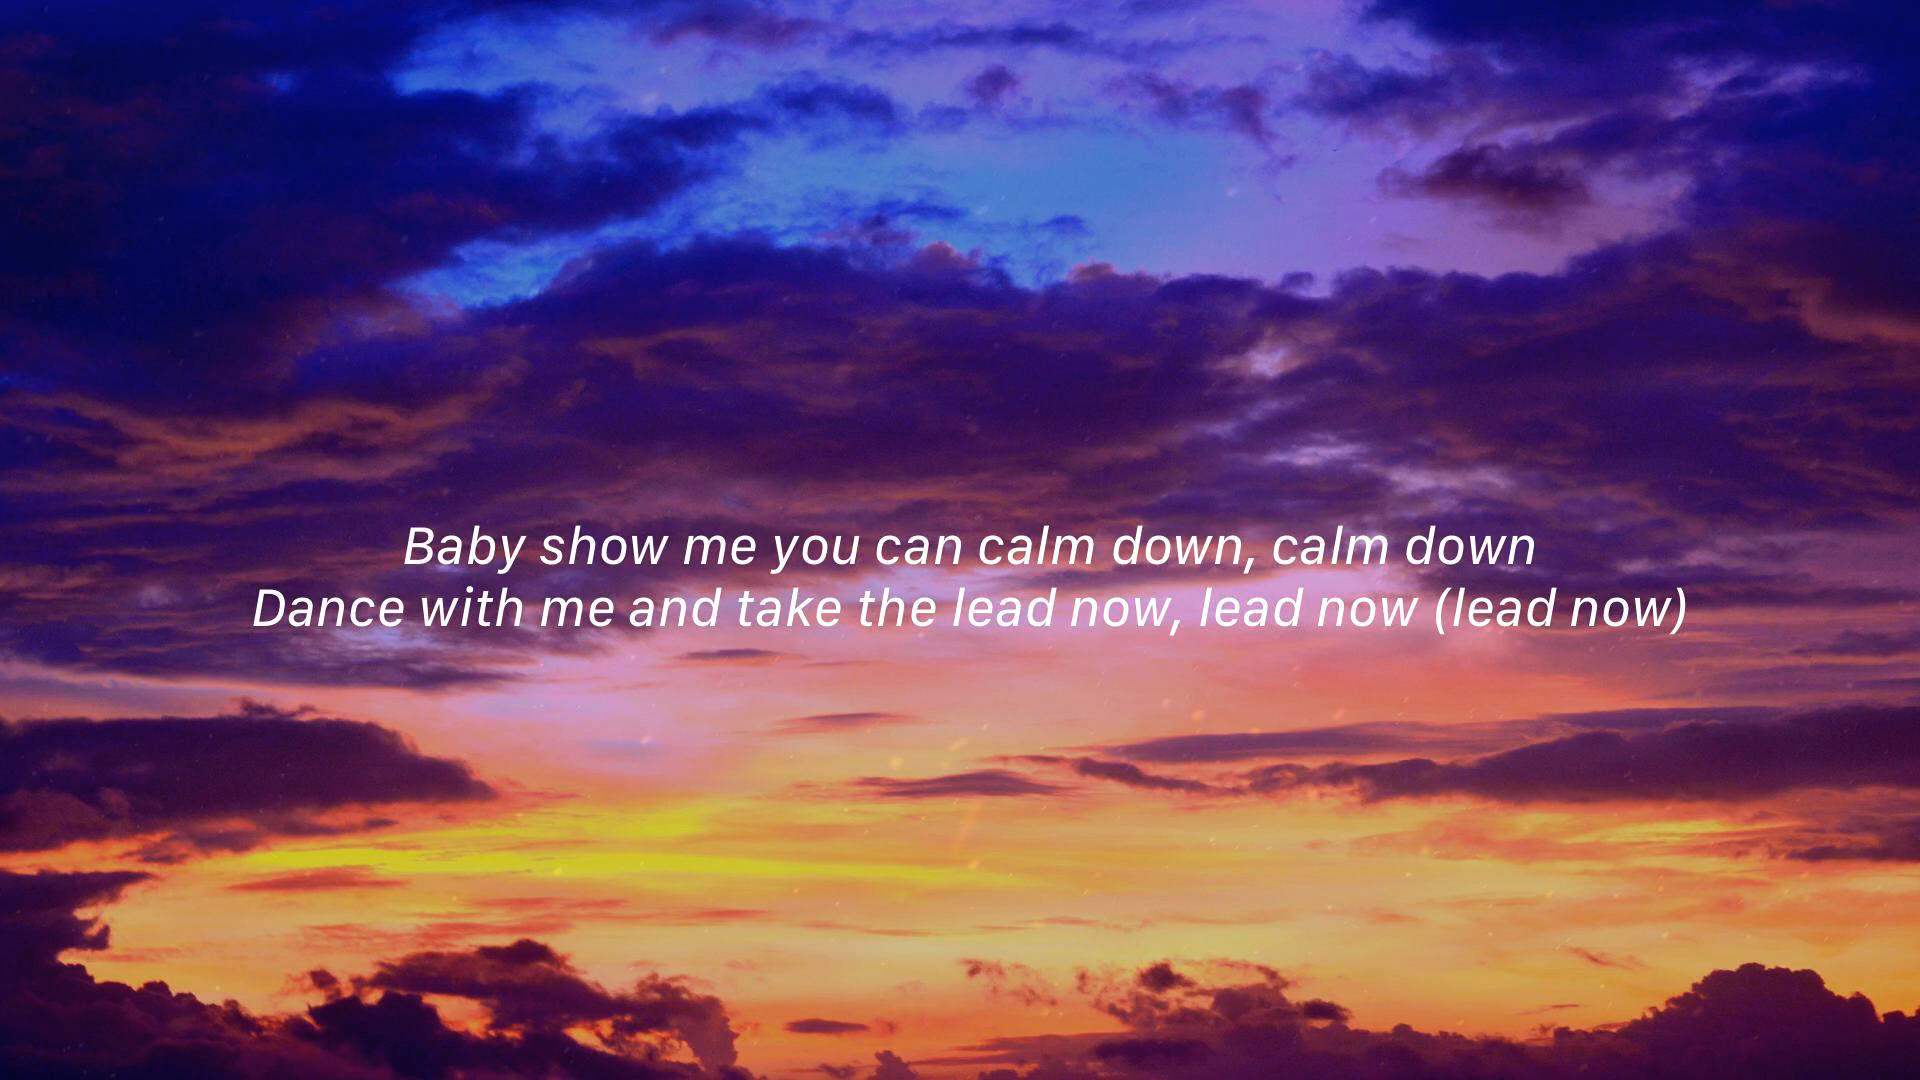 Baby show me you can calm down, calm down
Dance with me and take the lead now, lead now (lead now)